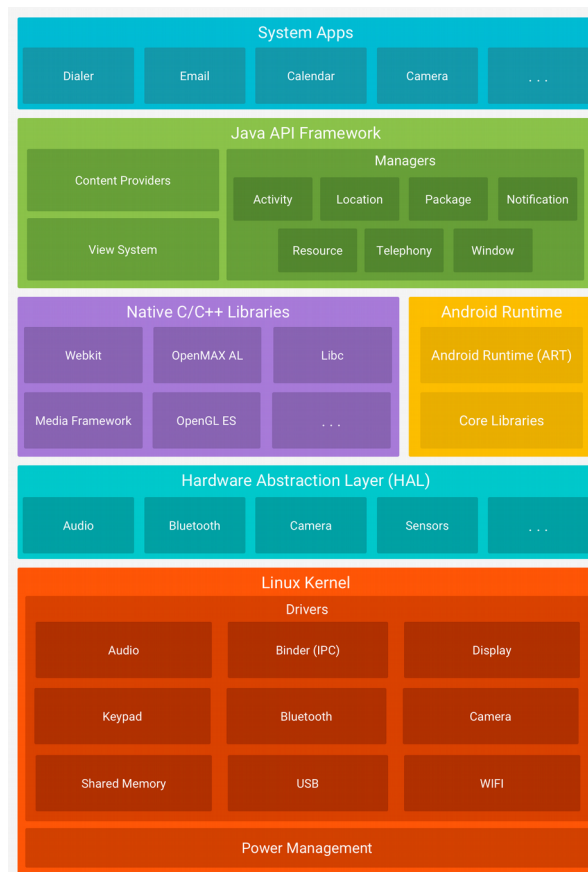 System Apps
Dialer
Email
Calendar
Camera
. . .
Java API Framework
Content Providers
View System
Managers
Activity
Location
Package
Notification
Resource
Telephony
Window
Native C/C++ Libraries
Webkit
OpenMAX AL
Libc
Media Framework
OpenGL ES
. . .
Android Runtime
Android Runtime (ART)
Core Libraries
Hardware Abstraction Layer (HAL)
Audio
Bluetooth
Camera
Sensors
. . .
Linux Kernel
Drivers
Audio
Binder (IPC)
Display
Keypad
Bluetooth
Camera
Shared Memory
USB
WIFI
Power Management